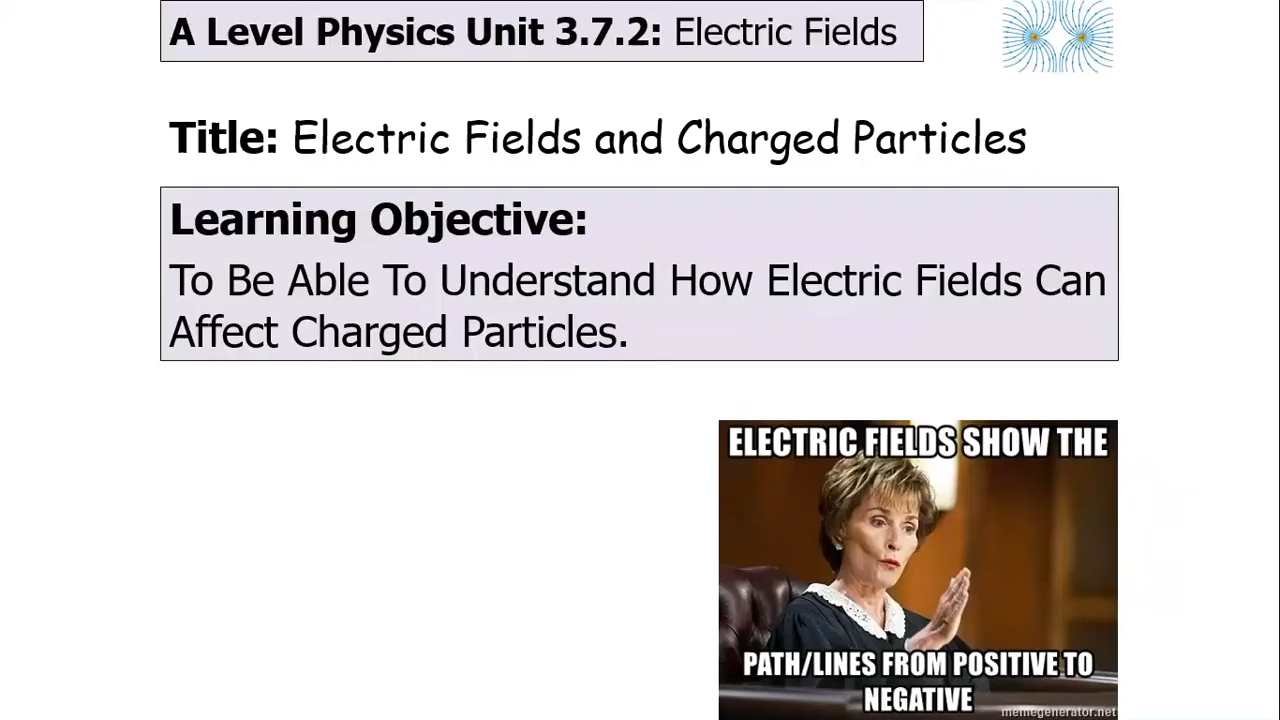 A Level Physics Unit 3.7.2: Electric Fields
Title: Electric Fields and Charged Particles
Learning Objective:
To Be Able To Understand How Electric Fields Can
Affect Charged Particles.
ELECTRIC FIELDS SHOW THE
PATH/LINES FROM POSITIVE TO
NEGATIVE
memegenerator.net